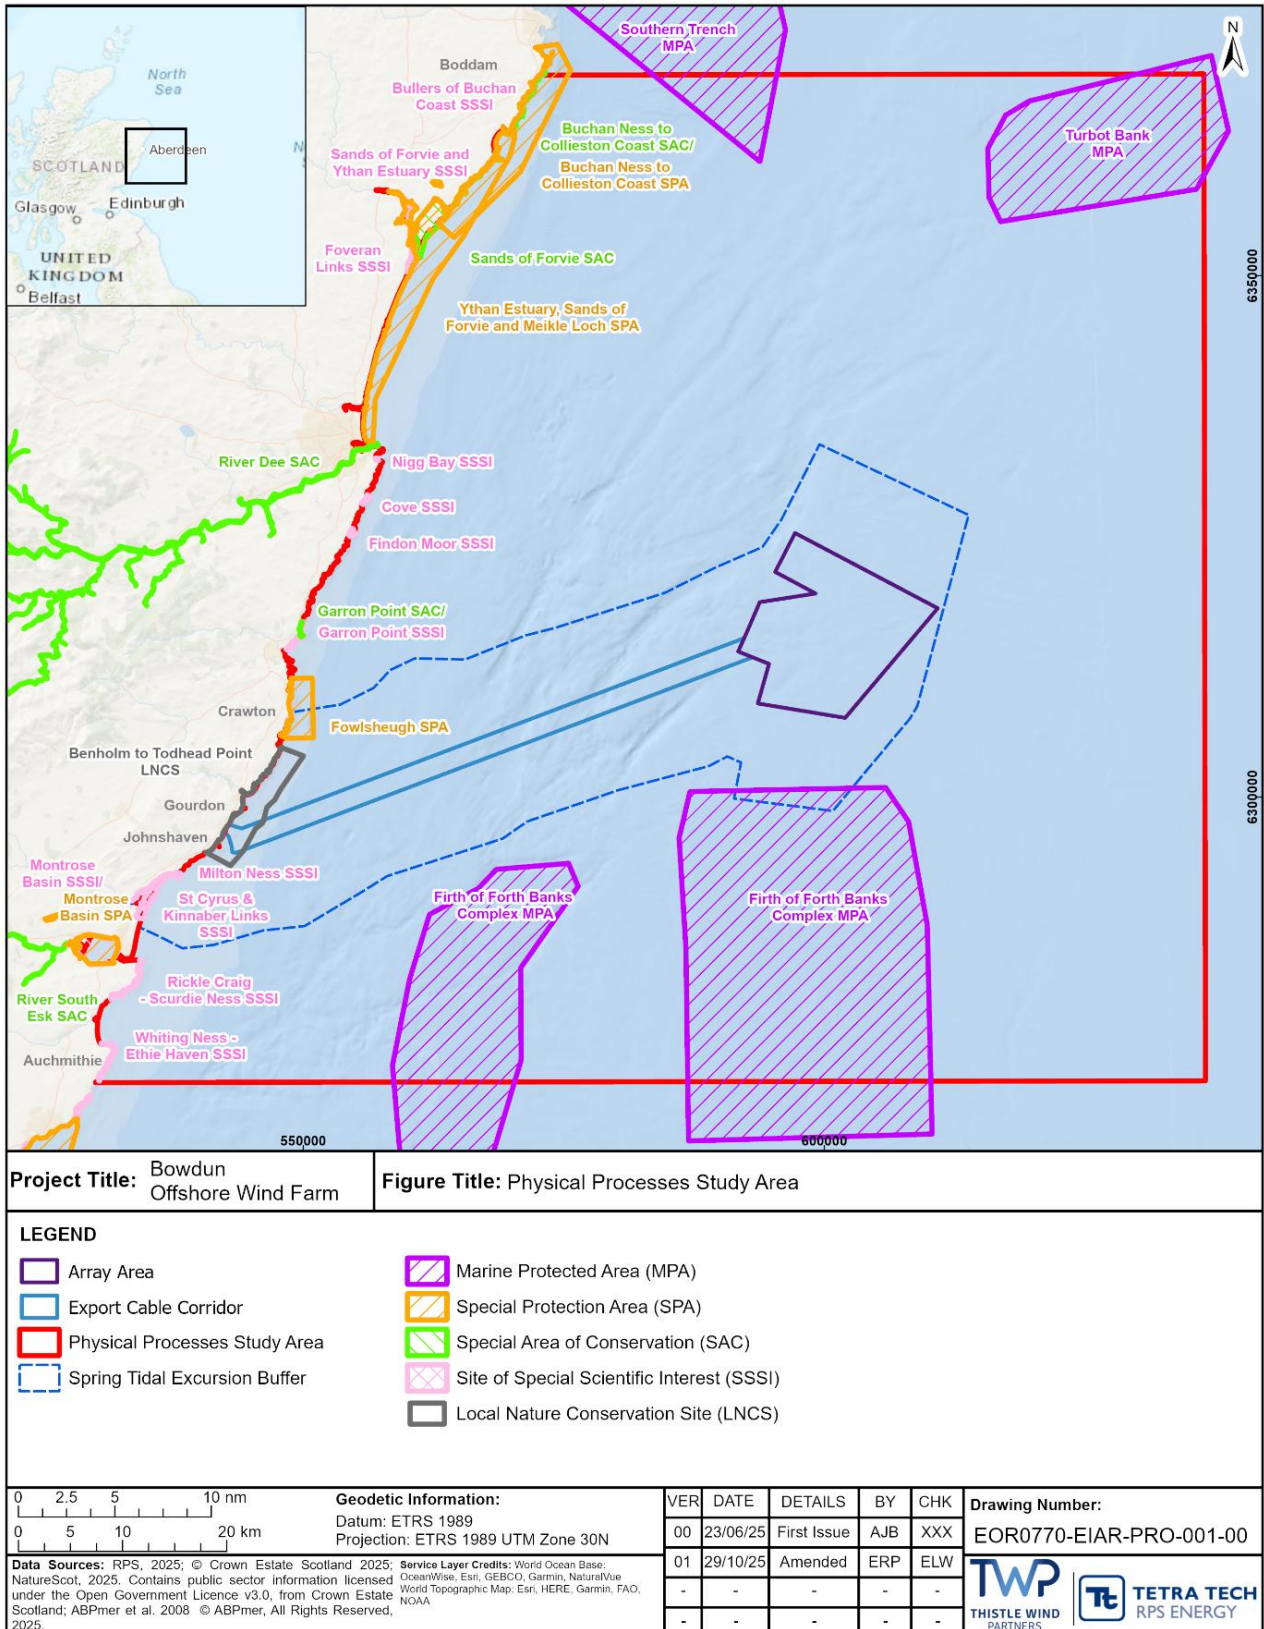 Southern Trench
MPA
N
Boddam
North
Sea
Bullers of Buchan
Coast SSSI
Turbot Bank
MPA
Buchan Ness to
Collieston Coast SAC/
Buchan Ness to
Collieston Coast SPA
Aberdeen
N
SCOTLAND
Sands of Forvie and
Ythan Estuary SSSI
Glasgow
Edinburgh
UNITED
KINGDOM
Belfast
Foveran
Links SSSI
Sands of Forvie SAC
6350000
Ythan Estuary, Sands of
Forvie and Meikle Loch SPA
River Dee SAC
Nigg Bay SSSI
Cove SSSI
Findon Moor SSSI
Garron Point SAC/
Garron Point SSSI
Crawton
Fowlsheugh SPA
Benholm to Todhead Point
LNCS
Gourdon
6300000
Johnshaven
Montrose
Basin SSSI/
Montrose
Basin SPA
Milton Ness SSSI
St Cyrus &
Kinnaber Links
SSSI
Firth of Forth Banks
Complex MPA
Firth of Forth Banks
Complex MPA
River South
Esk SAC
Rickle Craig
- Scurdie Ness SSSI
Whiting Ness -
Ethie Haven SSSI
Auchmithie
550000
600000
Project Title: Bowdun
Offshore Wind Farm
Figure Title: Physical Processes Study Area
LEGEND
Array Area
Export Cable Corridor
Physical Processes Study Area
Spring Tidal Excursion Buffer
Marine Protected Area (MPA)
Special Protection Area (SPA)
Special Area of Conservation (SAC)
Site of Special Scientific Interest (SSSI)
Local Nature Conservation Site (LNCS)
0 2.5 5 10 nm
0 5 10 20 km
Geodetic Information:
Datum: ETRS 1989
Projection: ETRS 1989 UTM Zone 30N
Data Sources: RPS, 2025; © Crown Estate Scotland 2025;
NatureScot, 2025. Contains public sector information licensed
under the Open Government Licence v3.0, from Crown Estate
Scotland; ABPmer et al. 2008 © ABPmer, All Rights Reserved,
2025.
Service Layer Credits: World Ocean Base:
OceanWise, Esri, GEBCO, Garmin, NaturalVue
World Topographic Map: Esri, HERE, Garmin, FAO,
NOAA
VER DATE DETAILS BY CHK
00 23/06/25 First Issue AJB XXX
01 29/10/25 Amended ERP ELW
- - - - -
- - - - -
Drawing Number:
EOR0770-EIAR-PRO-001-00
TWP
THISTLE WIND
PARTNERS
Tt
TETRA TECH
RPS ENERGY